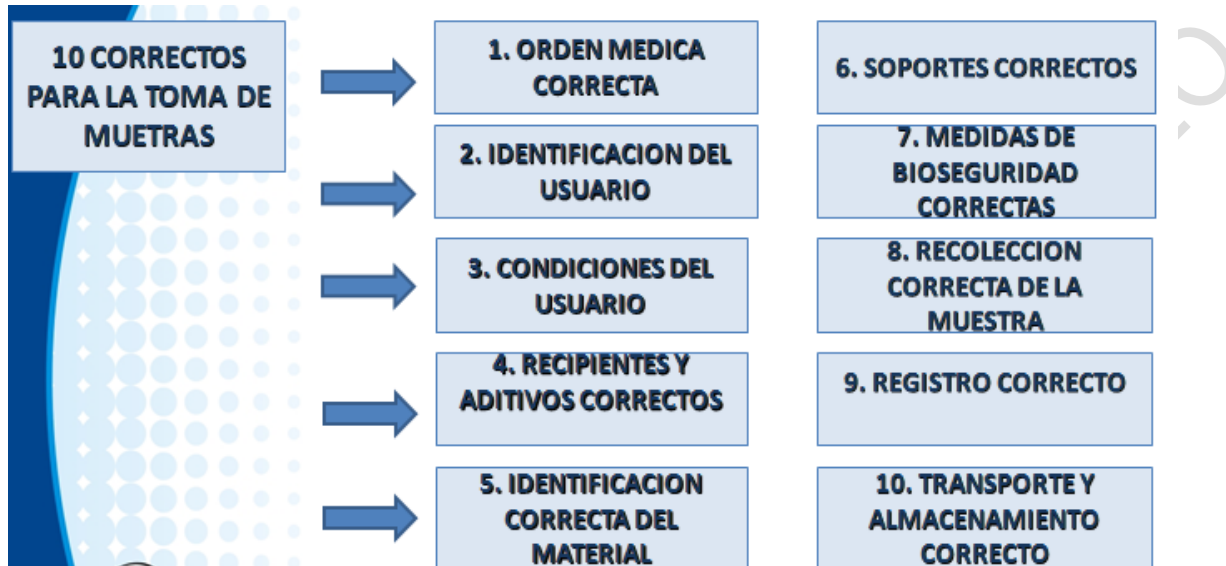 10 CORRECTOS
PARA LA TOMA DE
MUETRAS
1. ORDEN MEDICA
CORRECTA
2. IDENTIFICACION DEL
USUARIO
3. CONDICIONES DEL
USUARIO
4. RECIPIENTES Y
ADITIVOS CORRECTOS
5. IDENTIFICACION
CORRECTA DEL
MATERIAL
6. SOPORTES CORRECTOS
7. MEDIDAS DE
BIOSEGURIDAD
CORRECTAS
8. RECOLECCION
CORRECTA DE LA
MUESTRA
9. REGISTRO CORRECTO
10. TRANSPORTE Y
ALMACENAMIENTO
CORRECTO